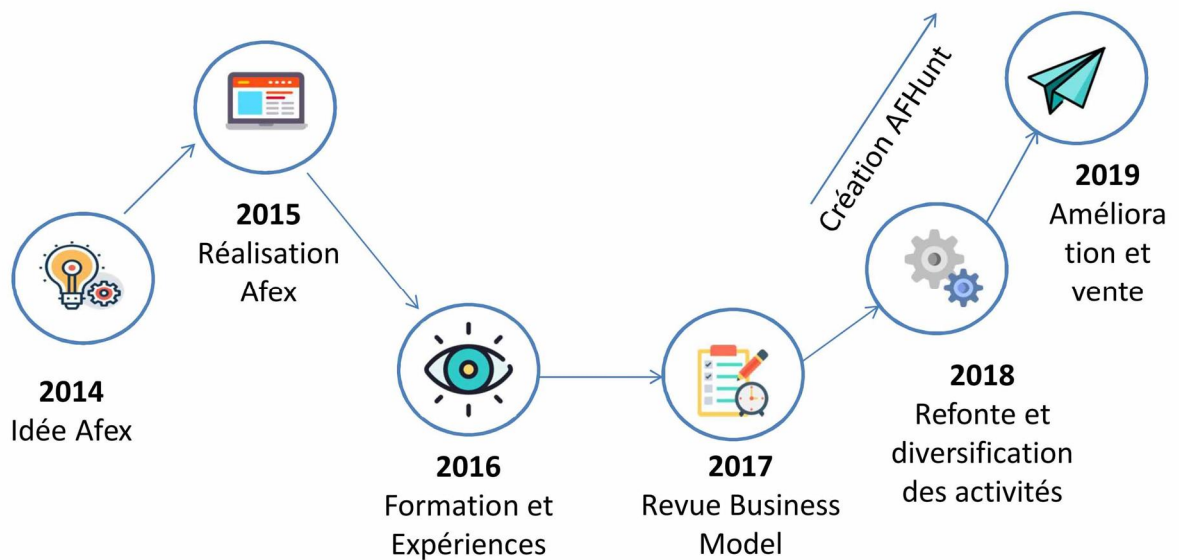 2014
Idée Afex
2015
Réalisation
Afex
2016
Formation et
Expériences
2017
Revue Business
Model
2018
Refonte et
diversification
des activités
Création AFHunt
2019
Améliora
tion et
vente